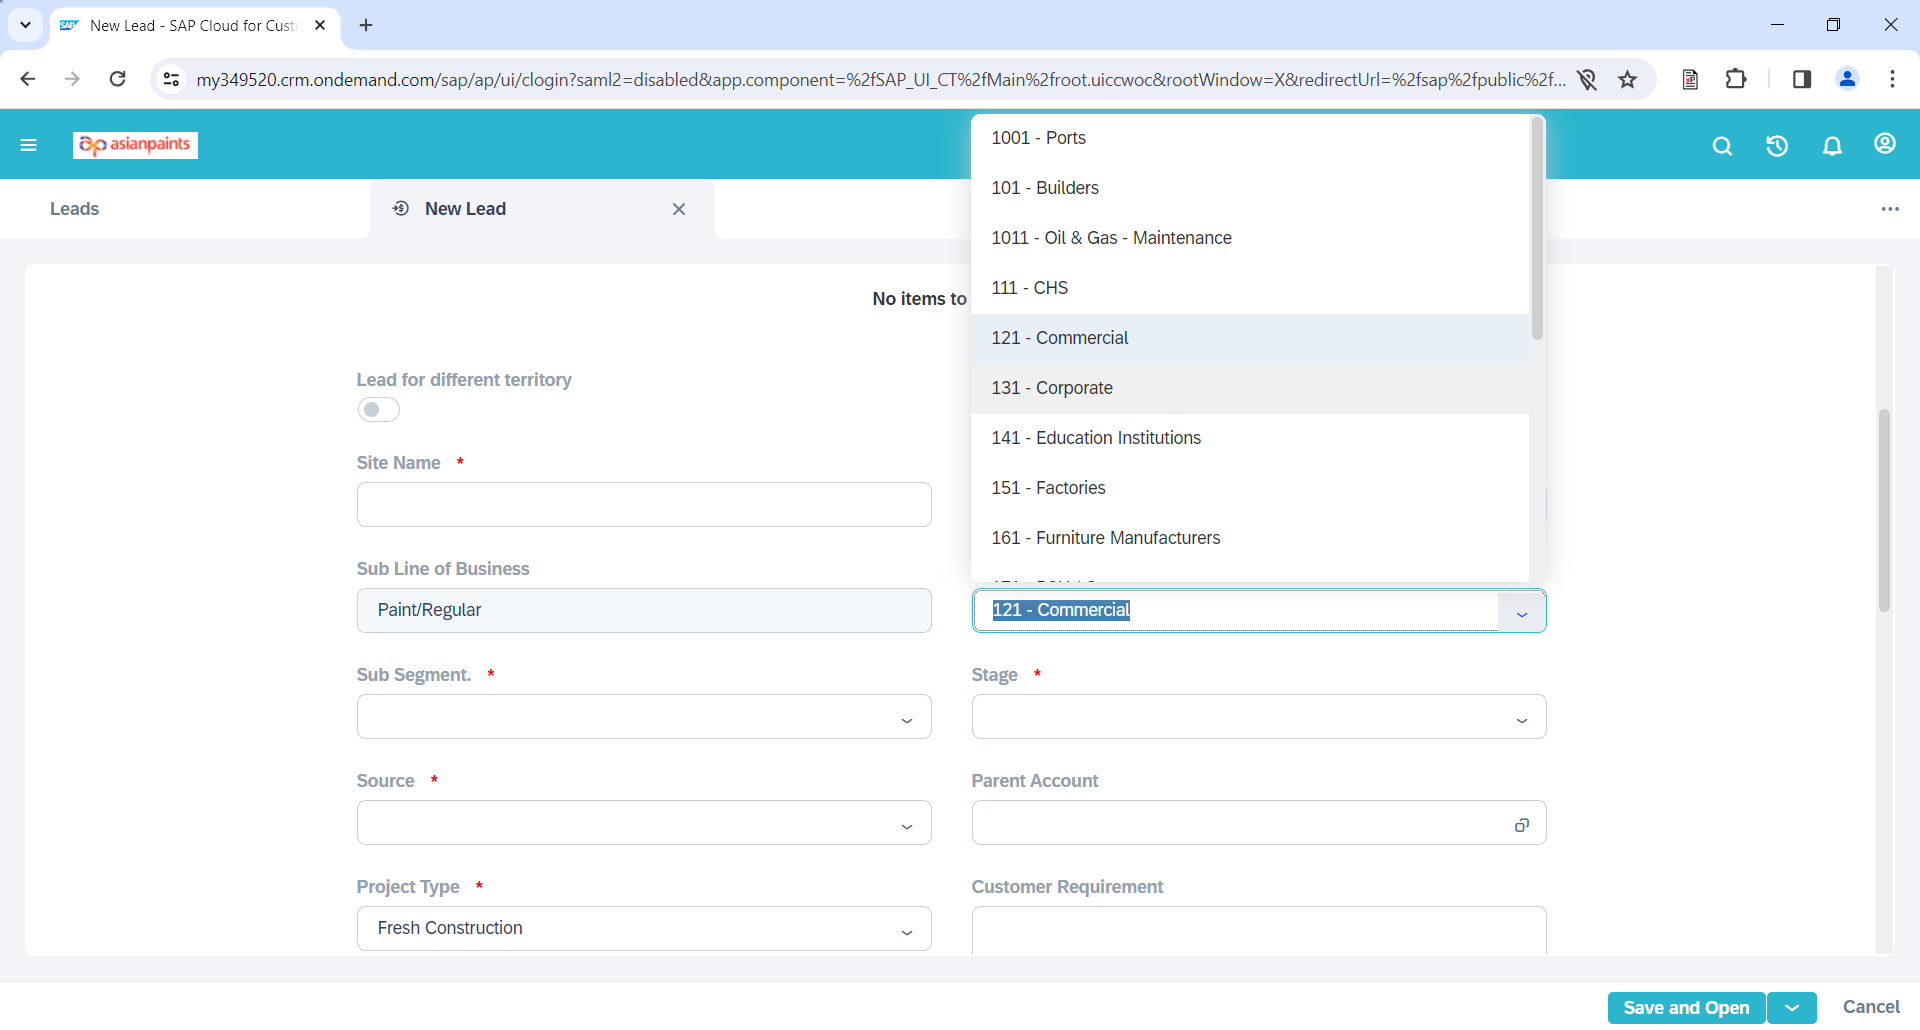 New Lead - SAP Cloud for Cust
my349520.crm.ondemand.com/sap/ap/ui/clogin?saml2=disabled&app.component=%2fSAP_UI_CT%2fMain%2froot.uiccwoc&rootWindow=X&redirectUrl=%2fsap%2fpublic%2f...
asianpaints
Leads
New Lead
No items to
1001 - Ports
101 - Builders
1011 - Oil & Gas - Maintenance
111 - CHS
121 - Commercial
131 - Corporate
141 - Education Institutions
151 - Factories
161 - Furniture Manufacturers
Lead for different territory
Site Name *
Sub Line of Business
Paint/Regular
121 - Commercial
Sub Segment. *
Stage *
Source *
Parent Account
Project Type *
Customer Requirement
Fresh Construction
Save and Open
Cancel